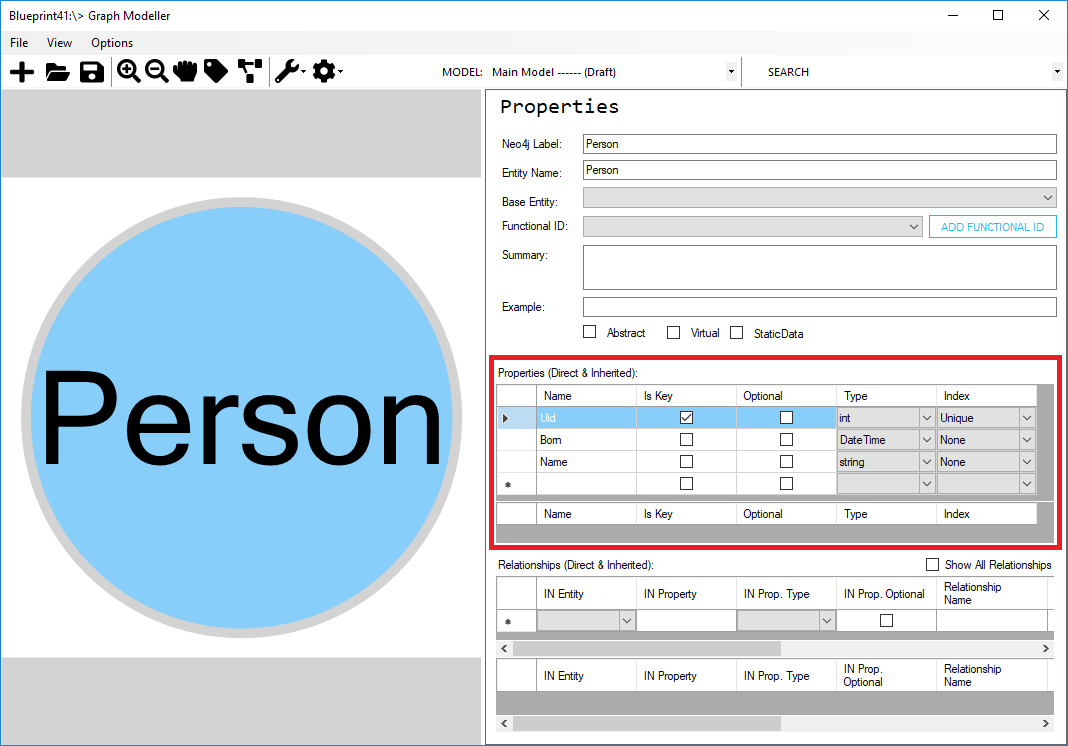 Blueprint41:\> Graph Modeller
File View Options
MODEL: Main Model ------ (Draft) SEARCH
Person
Properties
Neo4j Label: Person
Entity Name: Person
Base Entity:
Functional ID: ADD FUNCTIONAL ID
Summary:
Example:
Abstract Virtual StaticData
Properties (Direct & Inherited):
Name Is Key Optional Type Index
Uid int Unique
Born DateTime None
Name string None
Name Is Key Optional Type Index
Relationships (Direct & Inherited): Show All Relationships
IN Entity IN Property IN Prop. Type IN Prop. Optional Relationship
Name
IN Entity IN Property IN Prop. Type IN Prop. Relationship
Optional Name